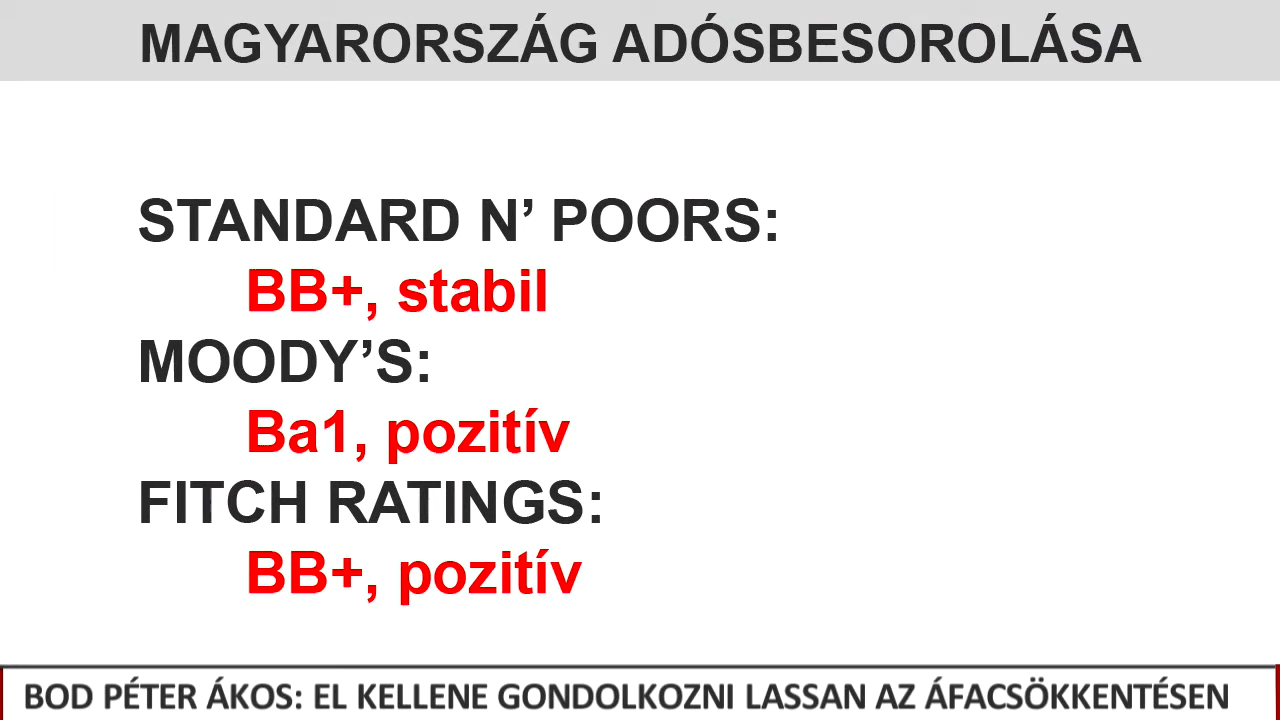 MAGYARORSZÁG ADÓSBESOROLÁSA
STANDARD N’ POORS:
BB+, stabil
MOODY’S:
Ba1, pozitív
FITCH RATINGS:
BB+, pozitív
BOD PÉTER ÁKOS: EL KELLENE GONDOLKOZNI LASSAN AZ ÁFACSÖKKENTÉSEN